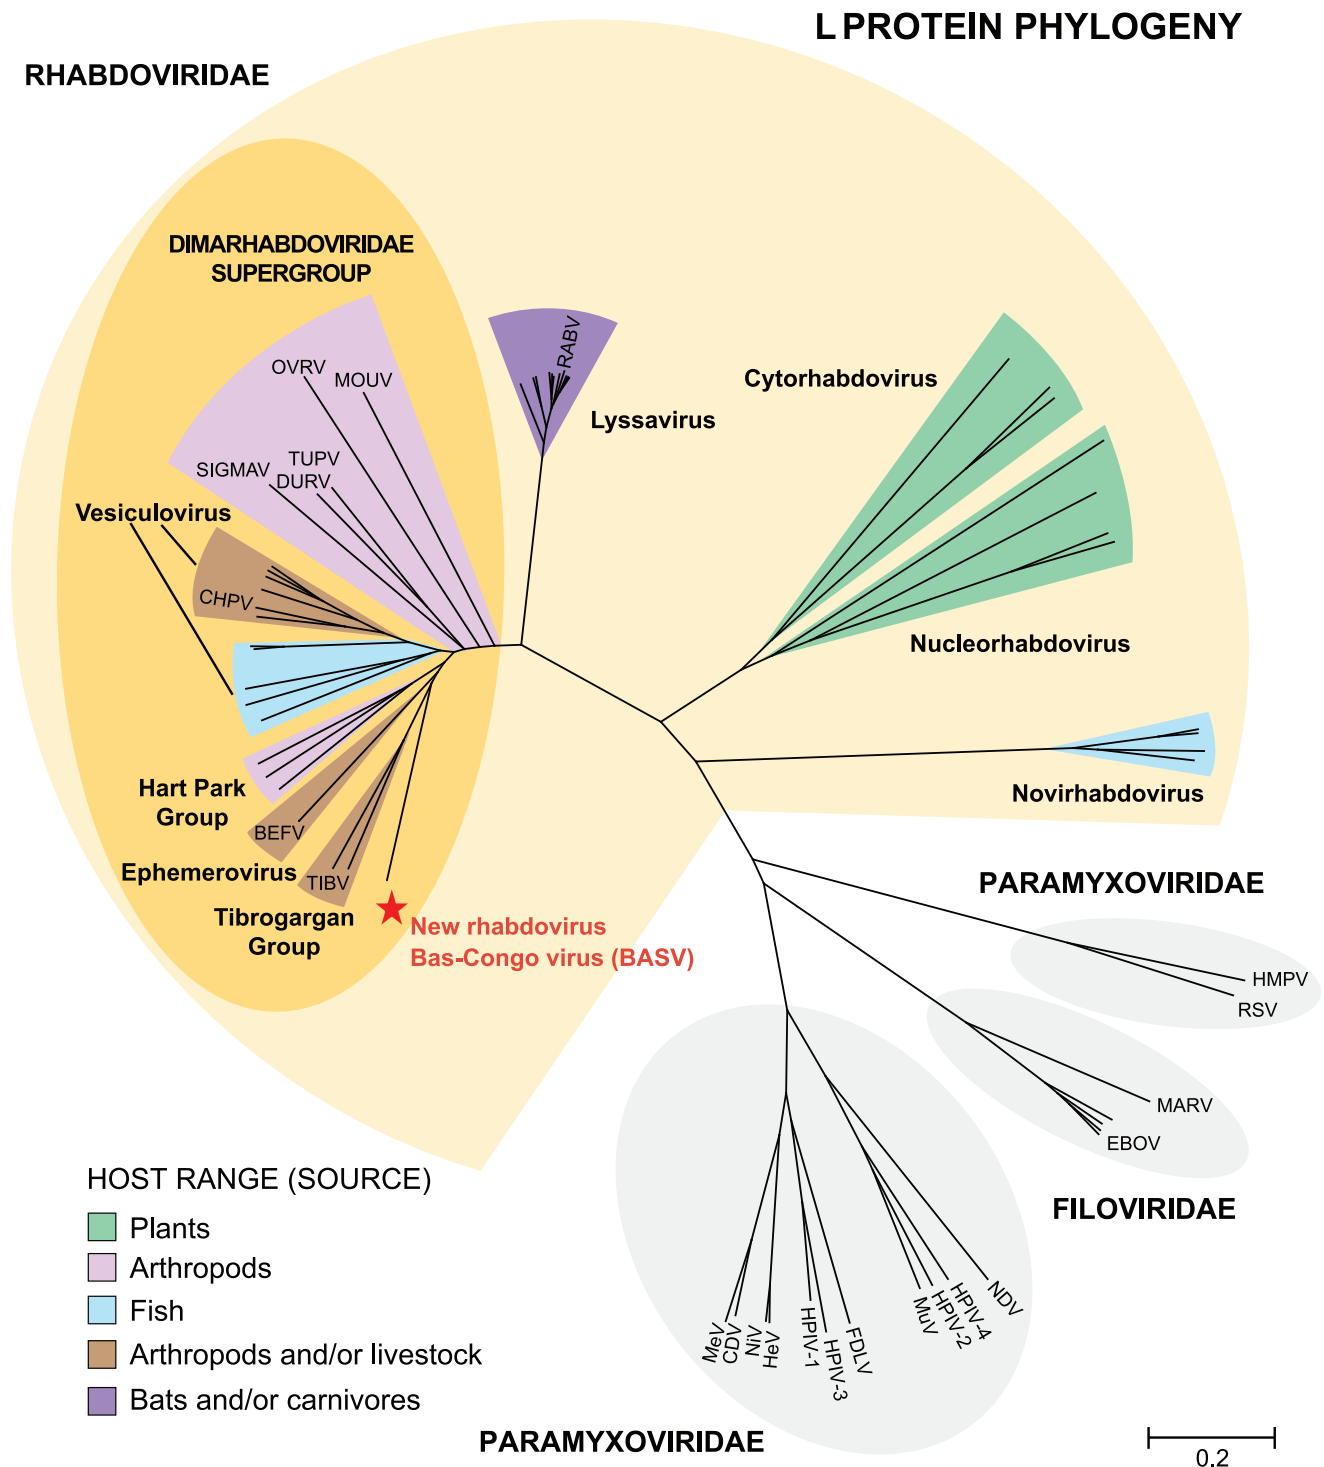 L PROTEIN PHYLOGENY
RHABDOVIRIDAE
DIMARHABDOVIRIDAE
SUPERGROUP
OVRV
MOUV
SIGMAV
TUPV
DURV
RABV
Lyssavirus
Cytorhabdovirus
Nucleorhabdovirus
Novirhabdovirus
Vesiculovirus
CHPV
Hart Park
Group
BEFV
Ephemerovirus
TIBV
Tibrogargan
Group
New rhabdovirus
Bas-Congo virus (BASV)
PARAMYXOVIRIDAE
HMPV
RSV
MARV
EBOV
FILOVIRIDAE
MeV
CDV
NiV
HeV
HPIV-1
HPIV-3
FDLV
MuV
HPIV-2
HPIV-4
NDV
PARAMYXOVIRIDAE
HOST RANGE (SOURCE)
Plants
Arthropods
Fish
Arthropods and/or livestock
Bats and/or carnivores
0.2